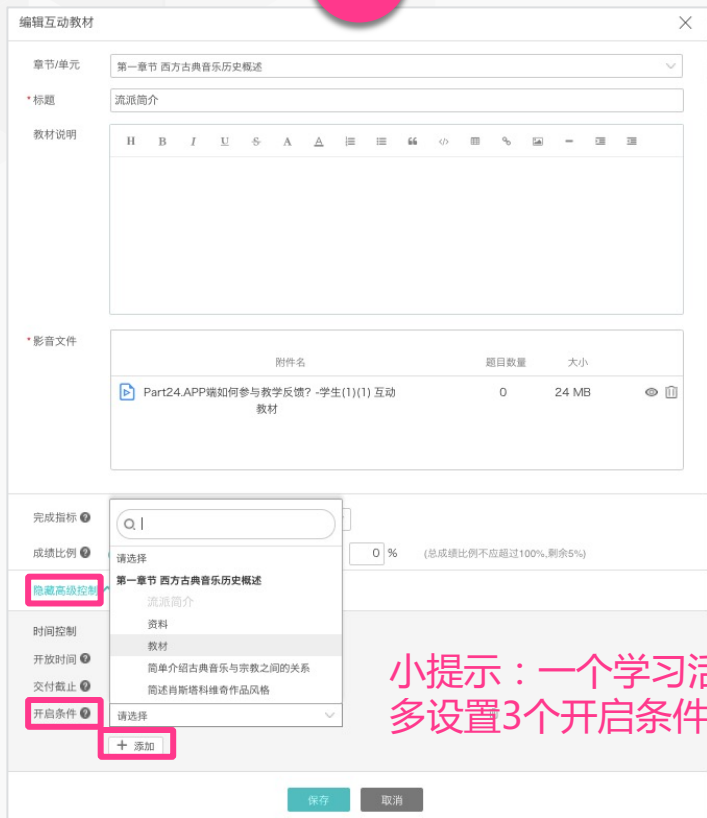 编辑互动教材
章节/单元
第一章节 西方古典音乐历史概述
*标题
流派简介
教材说明
H B I U S A A
*影音文件
附件名 题目数量 大小
Part24.APP端如何参与教学反馈? -学生(1)(1) 互动 0 24 MB
教材
完成指标
成绩比例
0 % (总成绩比例不应超过100%,剩余5%)
请选择
第一章节 西方古典音乐历史概述
隐藏高级控制
流派简介
资料
时间控制
教材
开放时间
简单介绍古典音乐与宗教之间的关系
交付截止
简述肖斯塔科维奇作品风格
开启条件
请选择
+ 添加
小提示：一个学习活
多设置3个开启条件
保存 取消